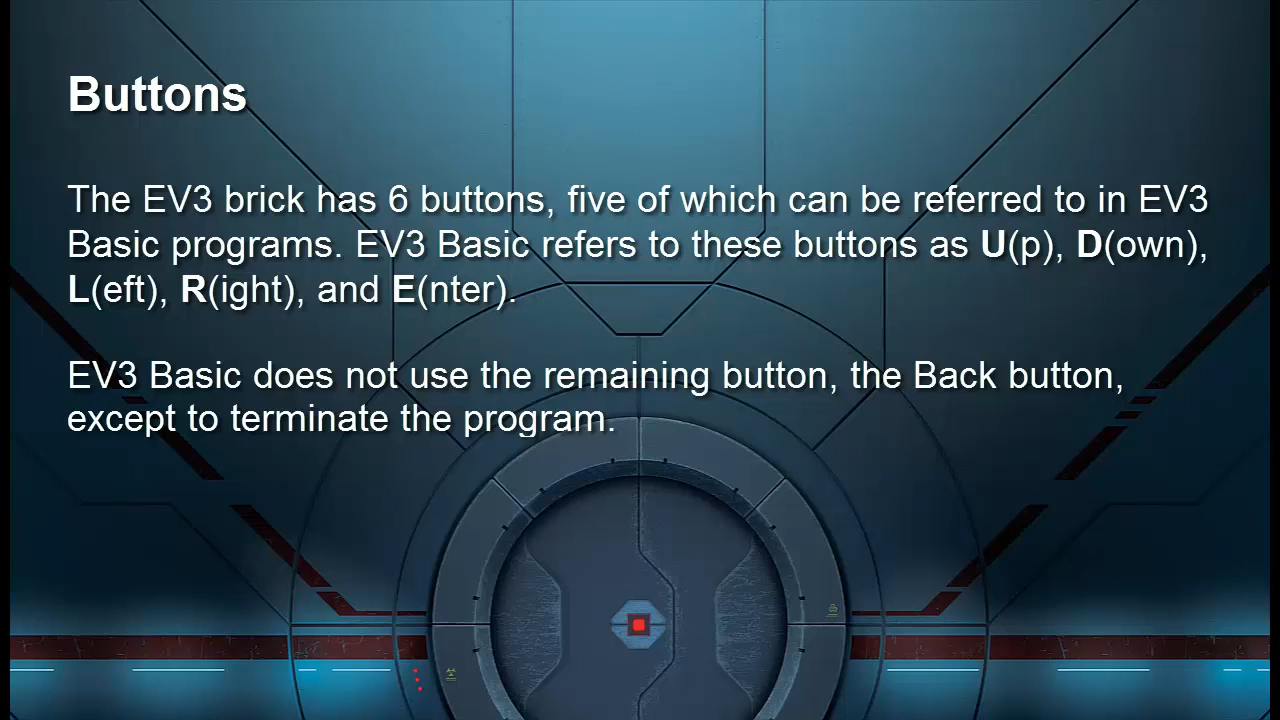 Buttons
The EV3 brick has 6 buttons, five of which can be referred to in EV3
Basic programs. EV3 Basic refers to these buttons as U(p), D(own),
L(eft), R(ight), and E(nter).
EV3 Basic does not use the remaining button, the Back button,
except to terminate the program.